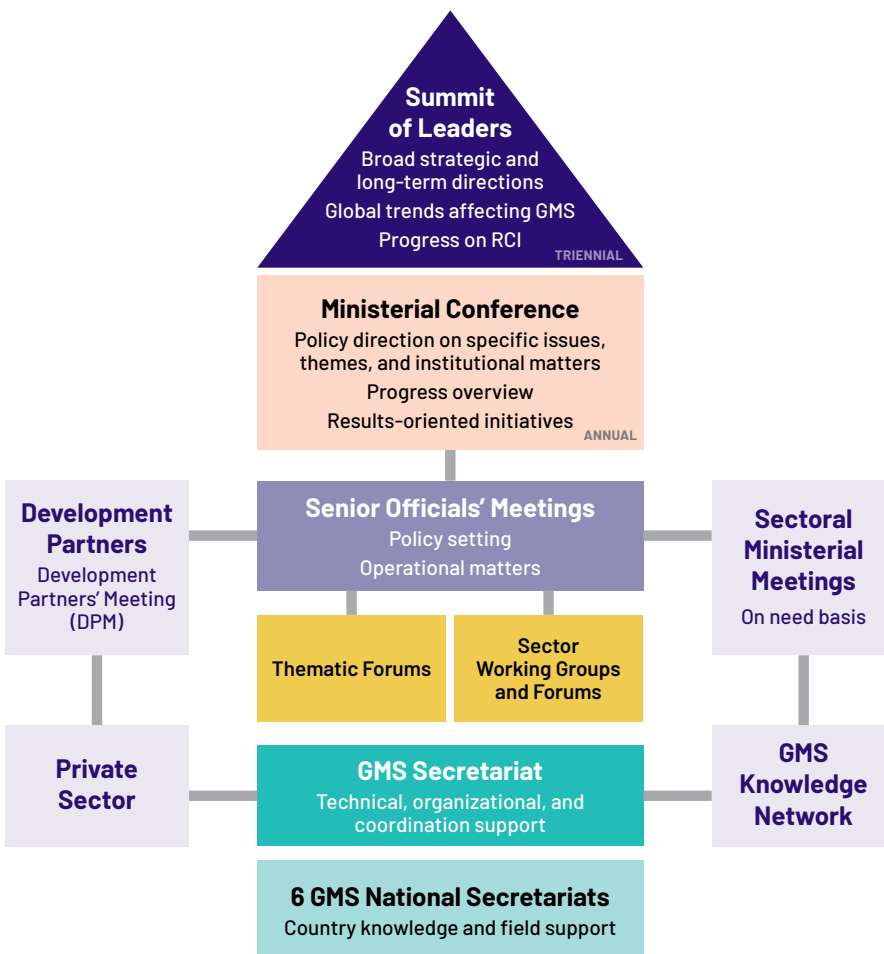 Summit
of Leaders
Broad strategic and
long-term directions
Global trends affecting GMS
Progress on RCI
TRIENNIAL
Ministerial Conference
Policy direction on specific issues,
themes, and institutional matters
Progress overview
Results-oriented initiatives
ANNUAL
Development
Partners
Development
Partners' Meeting
(DPM)
Senior Officials' Meetings
Policy setting
Operational matters
Sectoral
Ministerial
Meetings
On need basis
Thematic Forums
Sector
Working Groups
and Forums
Private
Sector
GMS Secretariat
Technical, organizational, and
coordination support
GMS
Knowledge
Network
6 GMS National Secretariats
Country knowledge and field support